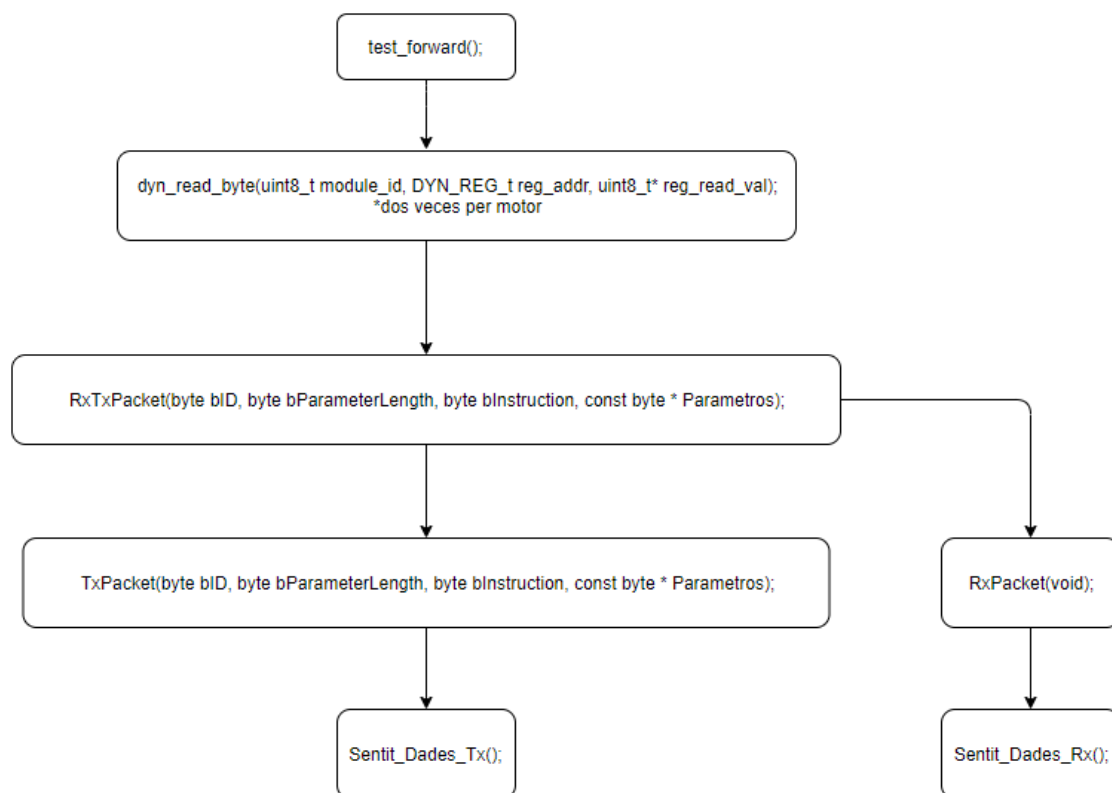 test_forward();
dyn_read_byte(uint8_t module_id, DYN_REG_t reg_addr, uint8_t* reg_read_val);
*dos veces per motor
RxTxPacket(byte bID, byte bParameterLength, byte bInstruction, const byte * Parametros);
TxPacket(byte bID, byte bParameterLength, byte bInstruction, const byte * Parametros);
RxPacket(void);
Sentit_Dades_Tx();
Sentit_Dades_Rx();